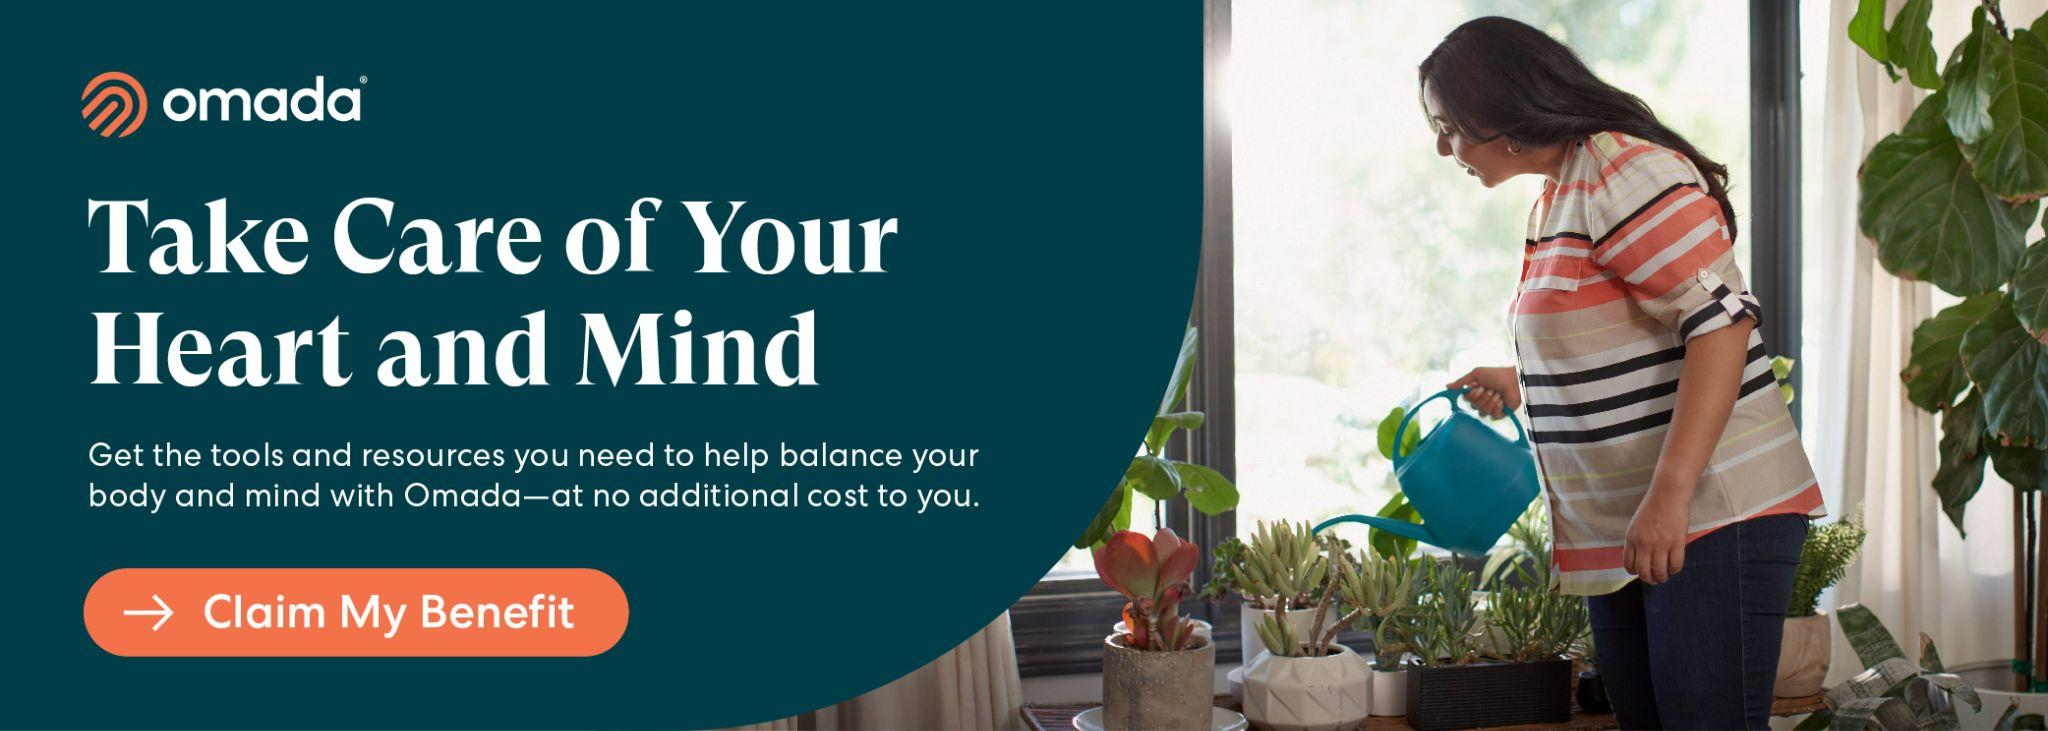 omada®
Take Care of Your
Heart and Mind
Get the tools and resources you need to help balance your
body and mind with Omada—at no additional cost to you.
→ Claim My Benefit